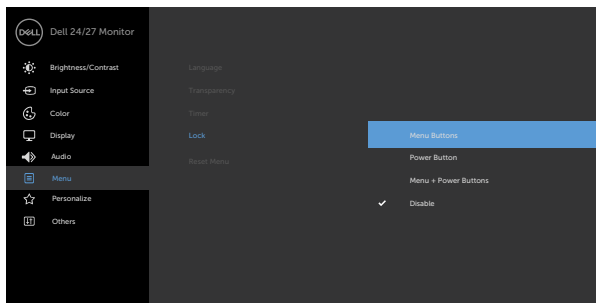 DELL
Dell 24/27 Monitor
Brightness/Contrast
Input Source
Color
Display
Audio
Menu
Personalize
Others
Language
Transparency
Timer
Lock
Reset Menu
Menu Buttons
Power Button
Menu + Power Buttons
Disable